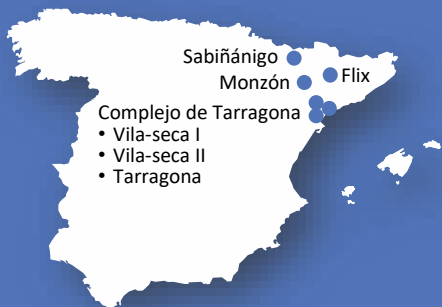 Sabiñánigo
Flix
Monzón
Complejo de Tarragona
• Vila-seca I
• Vila-seca II
• Tarragona